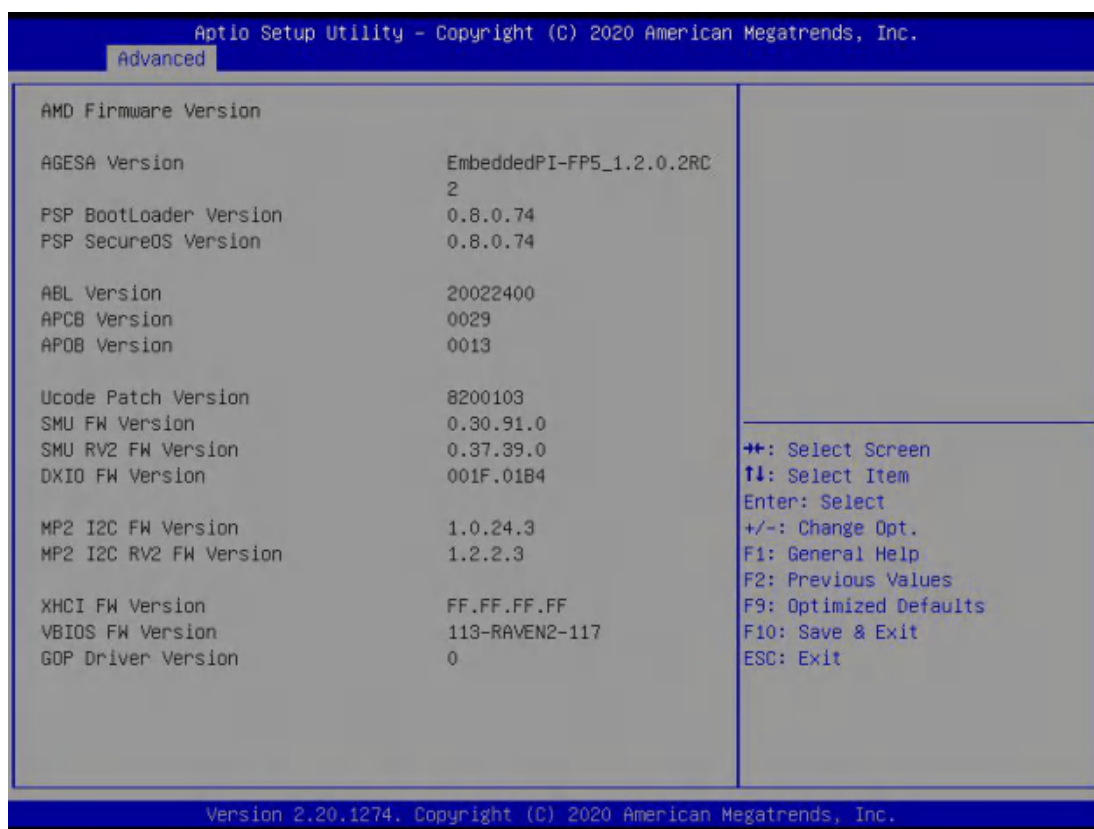 Aptio Setup Utility – Copyright (C) 2020 American Megatrends, Inc.
Advanced
AMD Firmware Version
AGESA Version EmbeddedPI-FP5_1.2.0.2RC
2
PSP BootLoader Version 0.8.0.74
PSP SecureOS Version 0.8.0.74
ABL Version 20022400
APCB Version 0029
APOB Version 0013
Ucode Patch Version 8200103
SMU FW Version 0.30.91.0
SMU RV2 FW Version 0.37.39.0
DXIO FW Version 001F.01B4
MP2 I2C FW Version 1.0.24.3
MP2 I2C RV2 FW Version 1.2.2.3
XHCI FW Version FF.FF.FF.FF
VBIOS FW Version 113-RAVEN2-117
GOP Driver Version 0
→←: Select Screen
↑↓: Select Item
Enter: Select
+/-: Change Opt.
F1: General Help
F2: Previous Values
F9: Optimized Defaults
F10: Save & Exit
ESC: Exit
Version 2.20.1274. Copyright (C) 2020 American Megatrends, Inc.